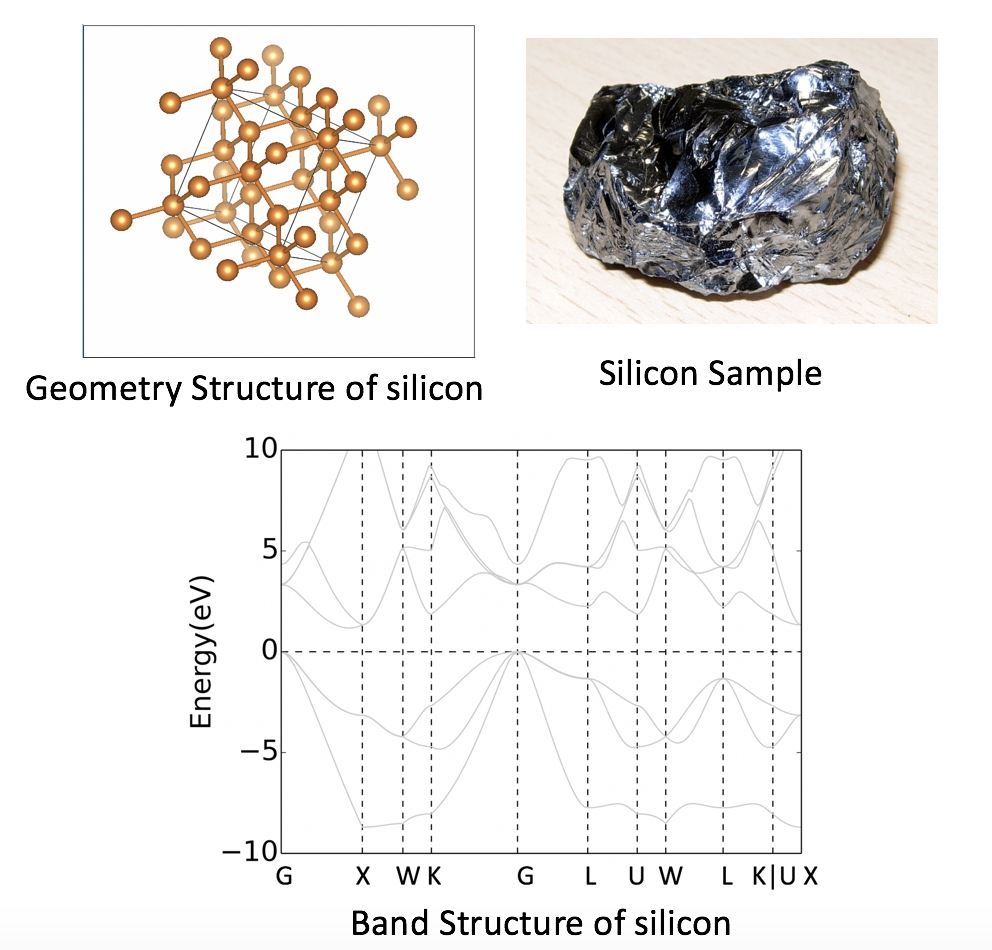 Geometry Structure of silicon
Silicon Sample
10
5
0
−5
−10
Energy(eV)
G X W K G L U W L K|U X
Band Structure of silicon